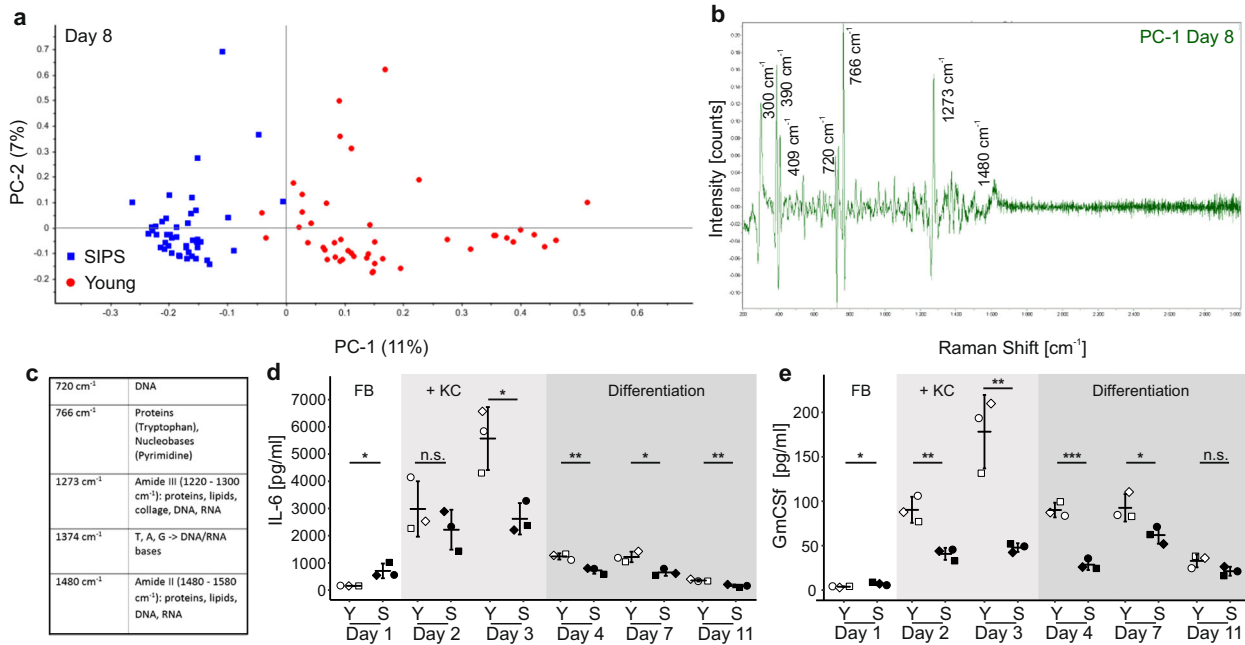 a
Day 8
PC-2 (7%)
0.7
0.6
0.5
0.4
0.3
0.2
0.1
0
-0.1
-0.2
SIPS
Young
-0.3
-0.2
-0.1
0
0.1
0.2
0.3
0.4
0.5
0.6
PC-1 (11%)
b
PC-1 Day 8
Intensity [counts]
300 cm⁻¹
390 cm⁻¹
409 cm⁻¹
720 cm⁻¹
766 cm⁻¹
1273 cm⁻¹
1480 cm⁻¹
Raman Shift [cm⁻¹]
c
720 cm⁻¹ DNA
766 cm⁻¹ Proteins
(Tryptophan),
Nucleobases
(Pyrimidine)
1273 cm⁻¹ Amide III (1220 - 1300
cm⁻¹): proteins, lipids,
collage, DNA, RNA
1374 cm⁻¹ T, A, G -> DNA/RNA
bases
1480 cm⁻¹ Amide II (1480 - 1580
cm⁻¹): proteins, lipids,
DNA, RNA
d
FB
+ KC
Differentiation
IL-6 [pg/ml]
7000
6000
5000
4000
3000
2000
1000
0
*
n.s.
*
**
*
**
Y S Y S Y S Y S Y S Y S
Day 1 Day 2 Day 3 Day 4 Day 7 Day 11
e
FB
+ KC
Differentiation
GmCSf [pg/ml]
200
150
100
50
0
*
**
**
***
*
n.s.
Y S Y S Y S Y S Y S Y S
Day 1 Day 2 Day 3 Day 4 Day 7 Day 11